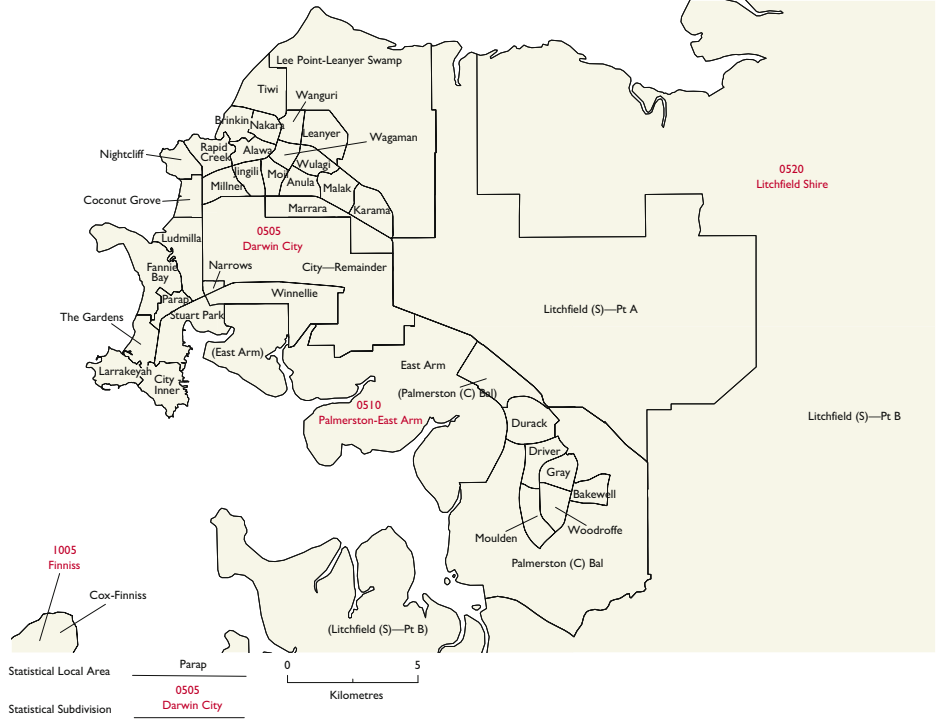 Lee Point-Leanyer Swamp
Tiwi
Wanguri
Brinkin
Nakara
Leanyer
Wagaman
Nightcliff
Rapid
Creek
Alawa
Jingili
Moil
Wulagi
Millner
Anula
Malak
Coconut Grove
Marrara
Karama
0520
Litchfield Shire
Ludmilla
0505
Darwin City
Fannie
Bay
Narrows
City—Remainder
Parap
Winnellie
The Gardens
Stuart Park
Litchfield (S)—Pt A
(East Arm)
Larrakeyah
City
Inner
East Arm
(Palmerston (C) Bal)
0510
Palmerston-East Arm
Litchfield (S)—Pt B
Durack
Driver
Gray
Bakewell
Woodroffe
Moulden
Palmerston (C) Bal
1005
Finniss
Cox-Finniss
(Litchfield (S)—Pt B)
Statistical Local Area
Parap
0 5
Kilometres
0505
Darwin City
Statistical Subdivision